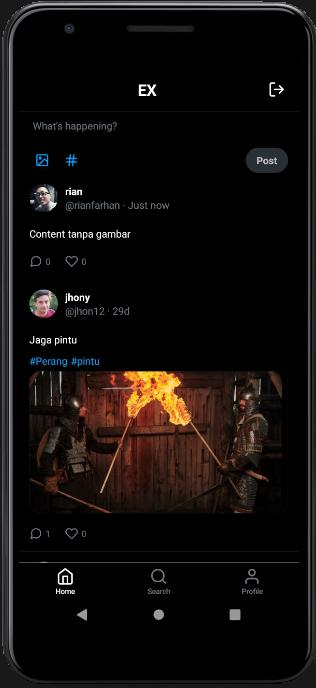 EX
What's happening?
Post
rian
@rianfarhan · Just now
Content tanpa gambar
0 0
jhony
@jhon12 · 29d
Jaga pintu
#Perang #pintu
1 0
Home Search Profile